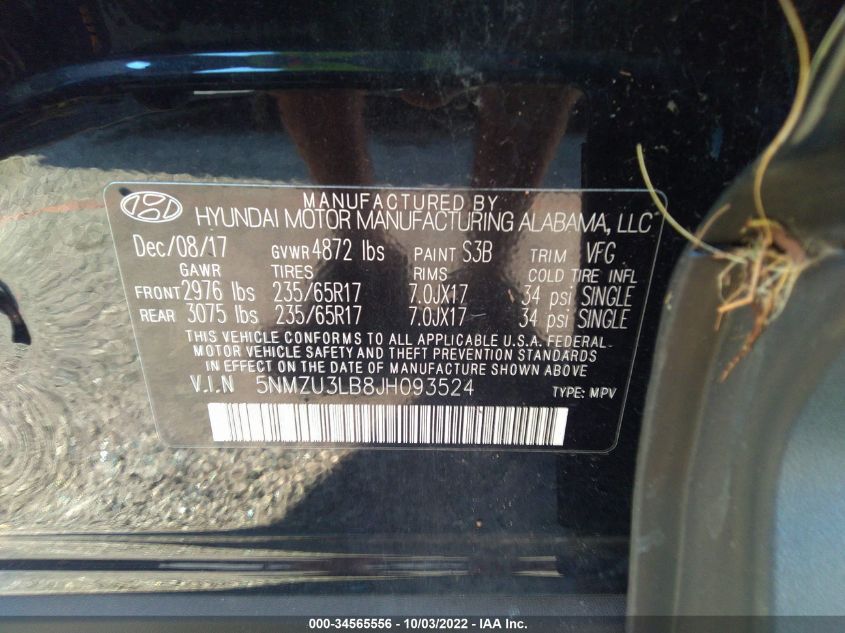 MANUFACTURED BY
HYUNDAI MOTOR MANUFACTURING ALABAMA, LLC
Dec/08/17 GVWR 4872 lbs PAINT S3B TRIM VFG
GAWR TIRES RIMS COLD TIRE INFL
FRONT 2976 lbs 235/65R17 7.0JX17 34 psi SINGLE
REAR 3075 lbs 235/65R17 7.0JX17 34 psi SINGLE
THIS VEHICLE CONFORMS TO ALL APPLICABLE U.S.A. FEDERAL
MOTOR VEHICLE SAFETY AND THEFT PREVENTION STANDARDS
IN EFFECT ON THE DATE OF MANUFACTURE SHOWN ABOVE
V.I.N 5NMZU3LB8JH093524 TYPE: MPV
000-34565556 - 10/03/2022 - IAA Inc.